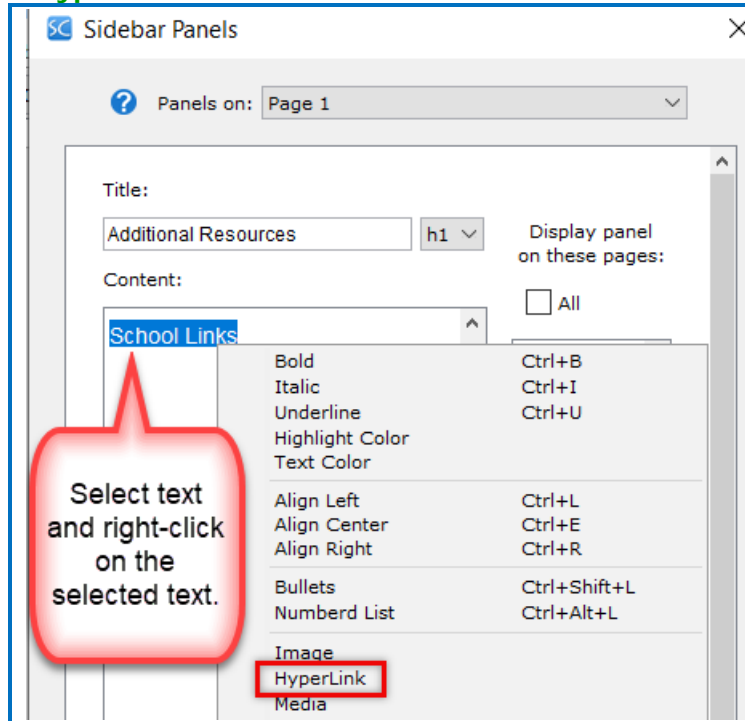 SC Sidebar Panels
? Panels on: Page 1
Title:
Additional Resources h1
Display panel
on these pages:
Content:
All
School Links
Bold Ctrl+B
Italic Ctrl+I
Underline Ctrl+U
Highlight Color
Text Color
Align Left Ctrl+L
Align Center Ctrl+E
Align Right Ctrl+R
Bullets Ctrl+Shift+L
Numberd List Ctrl+Alt+L
Image
HyperLink
Media
Select text
and right-click
on the
selected text.